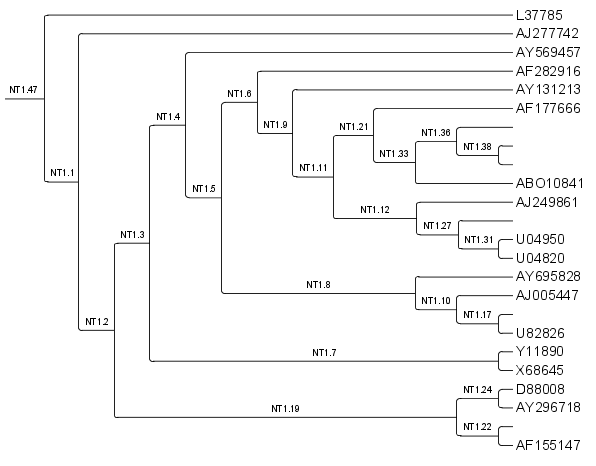 L37785
AJ277742
AY569457
AF282916
NT1.47
NT1.6
AY131213
AF177666
NT1.4
NT1.9
NT1.21
NT1.36
NT1.38
NT1.33
NT1.11
NT1.1
ABO10841
NT1.5
AJ249861
NT1.12
NT1.27
NT1.3
NT1.31
U04950
U04820
AY695828
NT1.8
AJ005447
NT1.10
NT1.17
NT1.2
U82826
Y11890
NT1.7
X68645
D88008
NT1.24
NT1.19
AY296718
NT1.22
AF155147